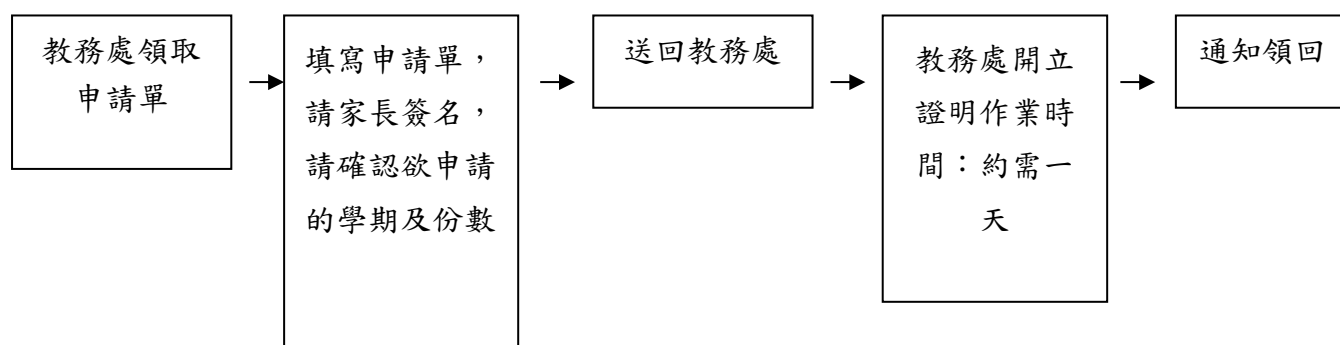 教務處領取
申請單
填寫申請單，
請家長簽名，
請確認欲申請
的學期及份數
送回教務處
教務處開立
證明作業時
間：約需一
天
通知領回